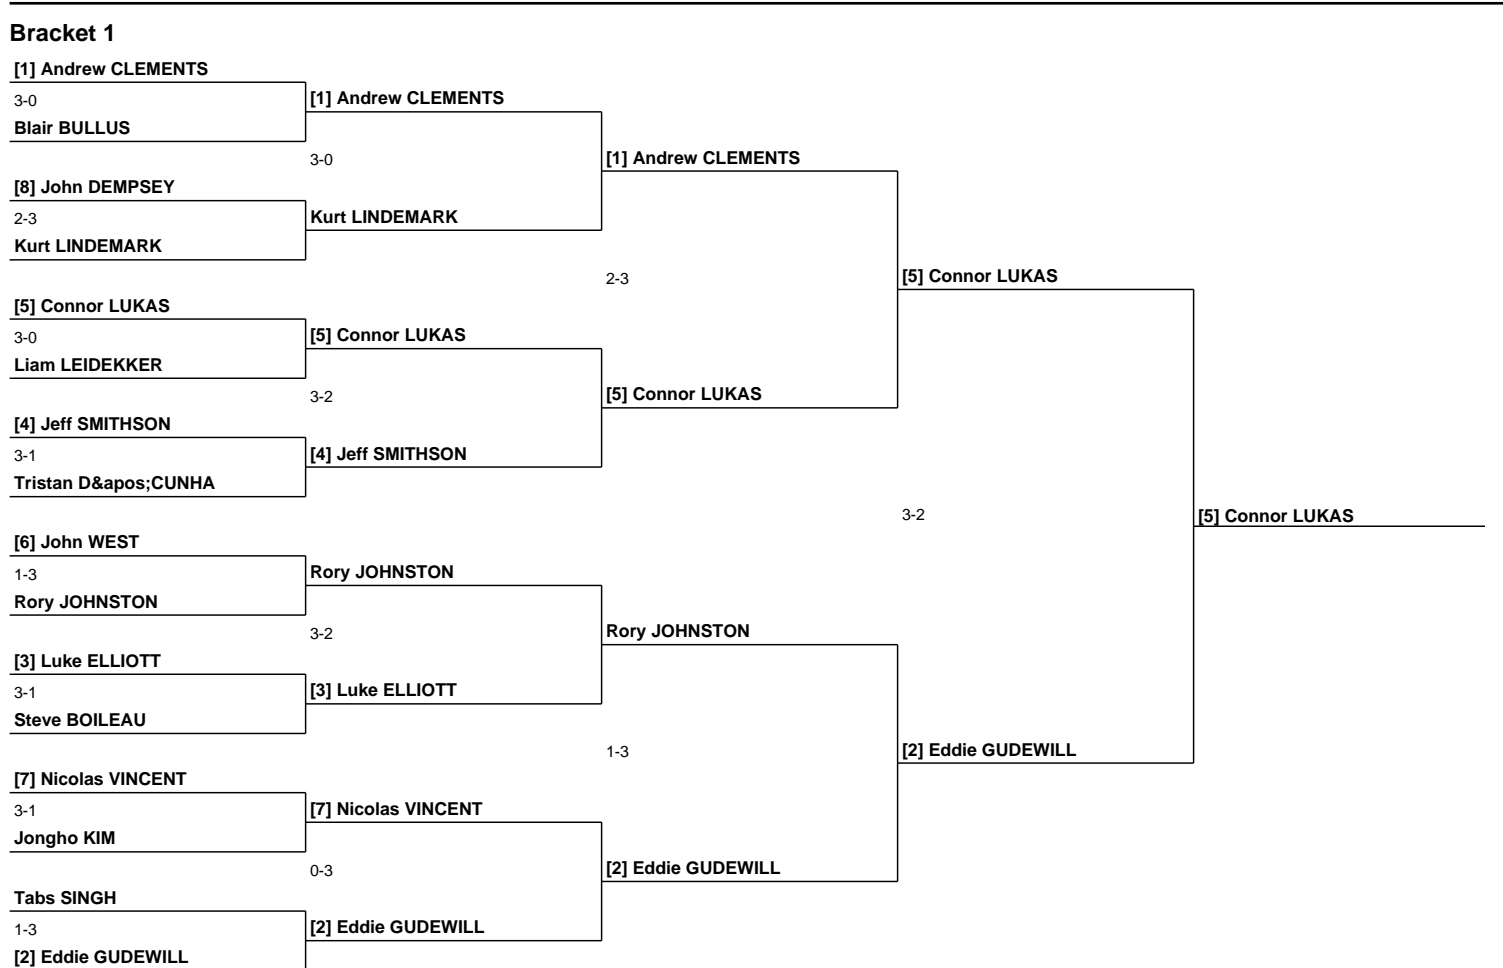 Bracket 1
[1] Andrew CLEMENTS
3-0
[1] Andrew CLEMENTS
Blair BULLUS
3-0
[1] Andrew CLEMENTS
[8] John DEMPSEY
2-3
Kurt LINDEMARK
Kurt LINDEMARK
2-3
[5] Connor LUKAS
[5] Connor LUKAS
3-0
[5] Connor LUKAS
Liam LEIDEKKER
3-2
[5] Connor LUKAS
[4] Jeff SMITHSON
3-1
[4] Jeff SMITHSON
Tristan D&apos;CUNHA
3-2
[5] Connor LUKAS
[6] John WEST
1-3
Rory JOHNSTON
Rory JOHNSTON
3-2
Rory JOHNSTON
[3] Luke ELLIOTT
3-1
[3] Luke ELLIOTT
Steve BOILEAU
1-3
[2] Eddie GUDEWILL
[7] Nicolas VINCENT
3-1
[7] Nicolas VINCENT
Jongho KIM
0-3
[2] Eddie GUDEWILL
Tabs SINGH
1-3
[2] Eddie GUDEWILL
[2] Eddie GUDEWILL